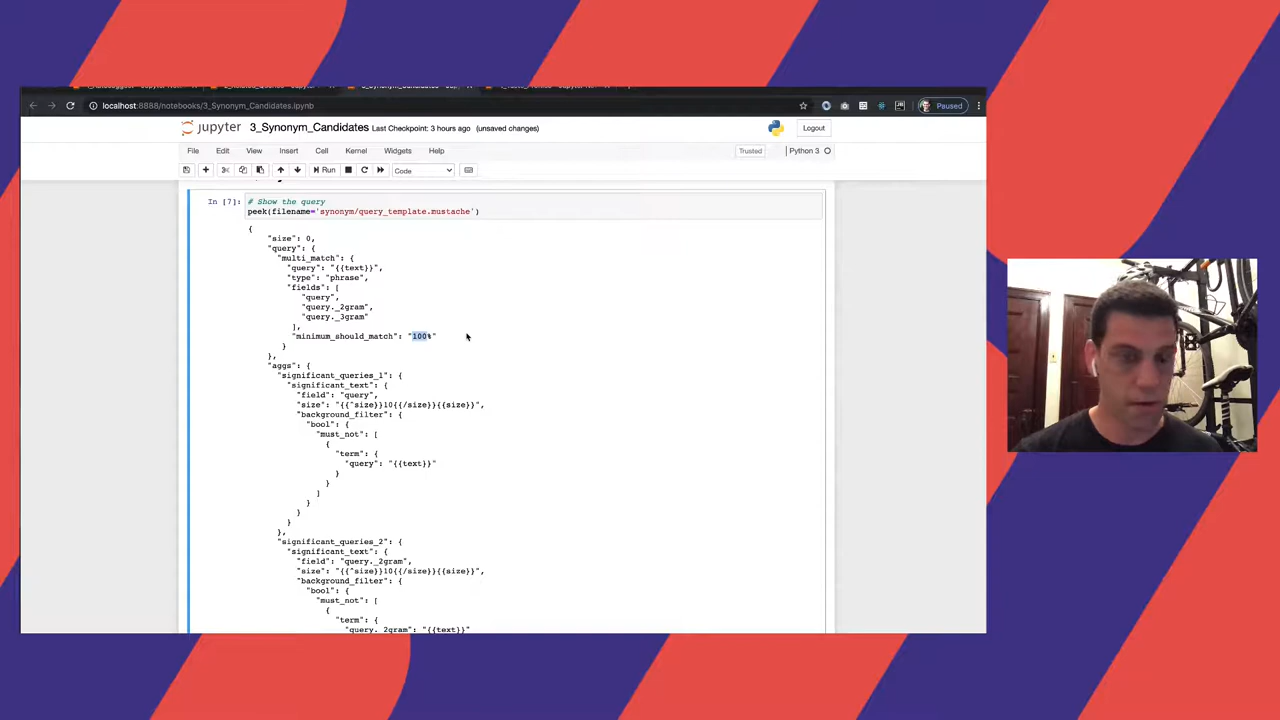 localhost:8888/notebooks/3_Synonym_Candidates.ipynb
Paused
jupyter 3_Synonym_Candidates Last Checkpoint: 3 hours ago (unsaved changes)
Logout
File Edit View Insert Cell Kernel Widgets Help
Trusted
Python 3
Run
Code
In [7]:
# Show the query
peek(filename='synonym/query_template.mustache')
{
"size": 0,
"query": {
"multi_match": {
"query": "{{text}}",
"type": "phrase",
"fields": [
"query",
"query._2gram",
"query._3gram"
],
"minimum_should_match": "100%"
}
},
"aggs": {
"significant_queries_1": {
"significant_text": {
"field": "query",
"size": "{{^size}}10{{/size}}{{size}}",
"background_filter": {
"bool": {
"must_not": [
{
"term": {
"query": "{{text}}"
}
}
]
}
}
}
},
"significant_queries_2": {
"significant_text": {
"field": "query._2gram",
"size": "{{^size}}10{{/size}}{{size}}",
"background_filter": {
"bool": {
"must_not": [
{
"term": {
"query._2gram": "{{text}}"